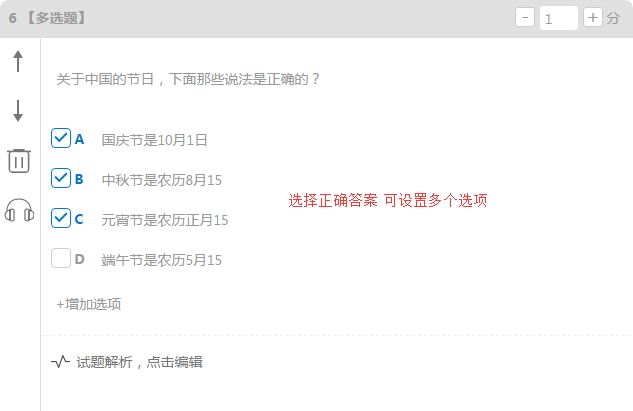 6 【多选题】 - 1 + 分
关于中国的节日，下面那些说法是正确的？
A 国庆节是10月1日
B 中秋节是农历8月15
选择正确答案 可设置多个选项
C 元宵节是农历正月15
D 端午节是农历5月15
+增加选项
试题解析，点击编辑